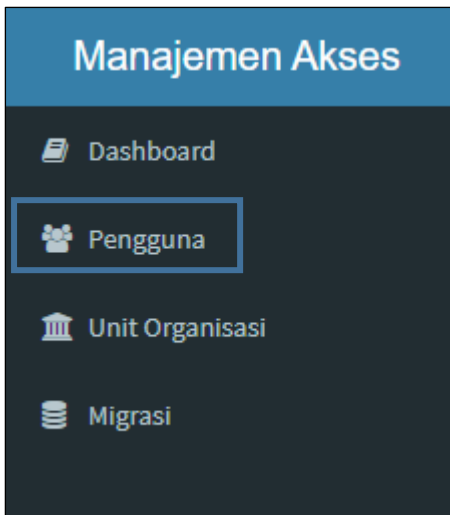 Manajemen Akses
Dashboard
Pengguna
Unit Organisasi
Migrasi